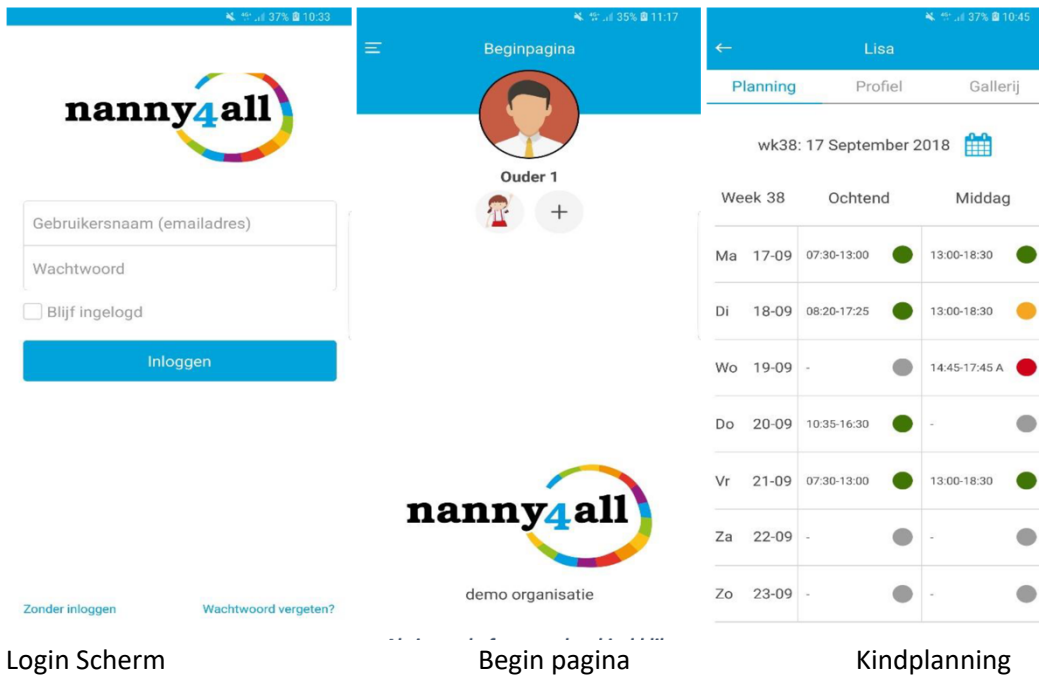 37% 10:33
nanny4all
Gebruikersnaam (emailadres)
Wachtwoord
Blijf ingelogd
Inloggen
Zonder inloggen
Wachtwoord vergeten?
Login Scherm
35% 11:17
Beginpagina
Ouder 1
+
nanny4all
demo organisatie
Begin pagina
37% 10:45
Lisa
Planning Profiel Gallerij
wk38: 17 September 2018
Week 38 Ochtend Middag
Ma 17-09 07:30-13:00 13:00-18:30
Di 18-09 08:20-17:25 13:00-18:30
Wo 19-09 - 14:45-17:45 A
Do 20-09 10:35-16:30 -
Vr 21-09 07:30-13:00 13:00-18:30
Za 22-09 - -
Zo 23-09 - -
Kindplanning